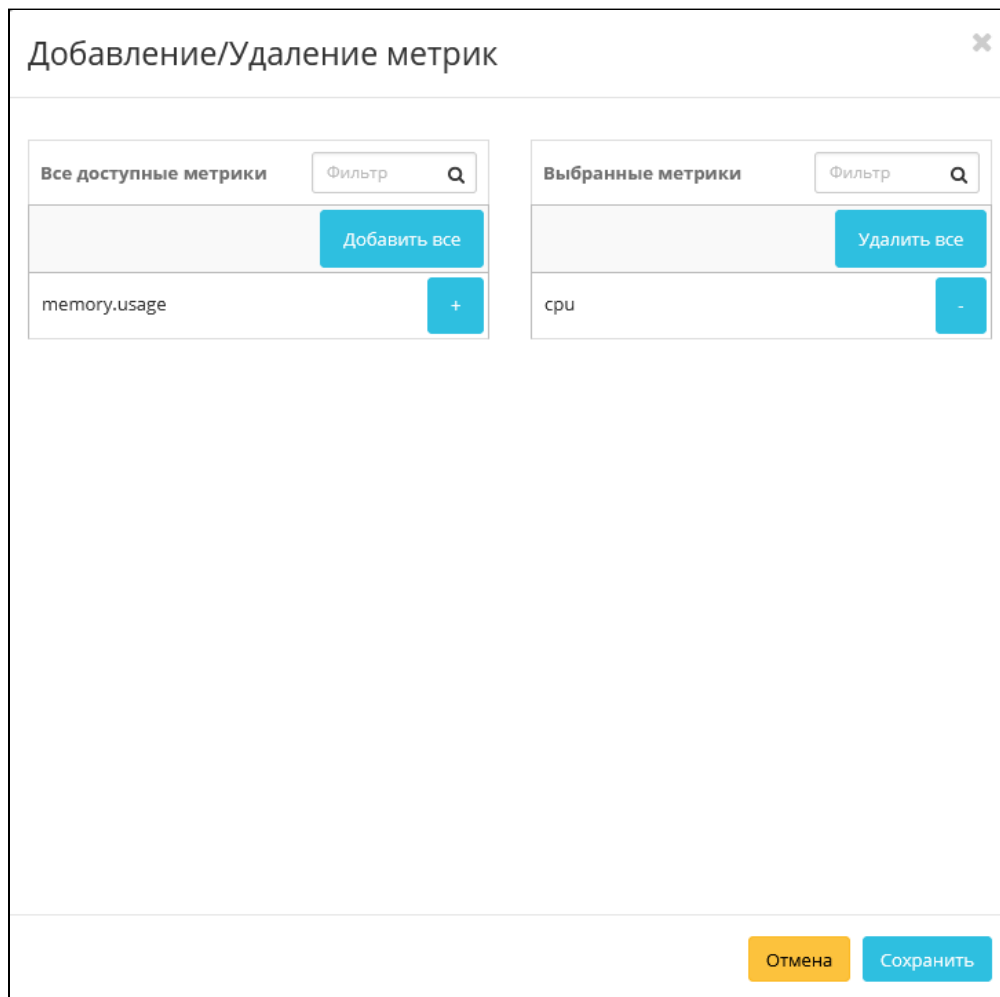 Добавление/Удаление метрик
Все доступные метрики
Фильтр
Добавить все
memory.usage
+
Выбранные метрики
Фильтр
Удалить все
cpu
-
Отмена
Сохранить